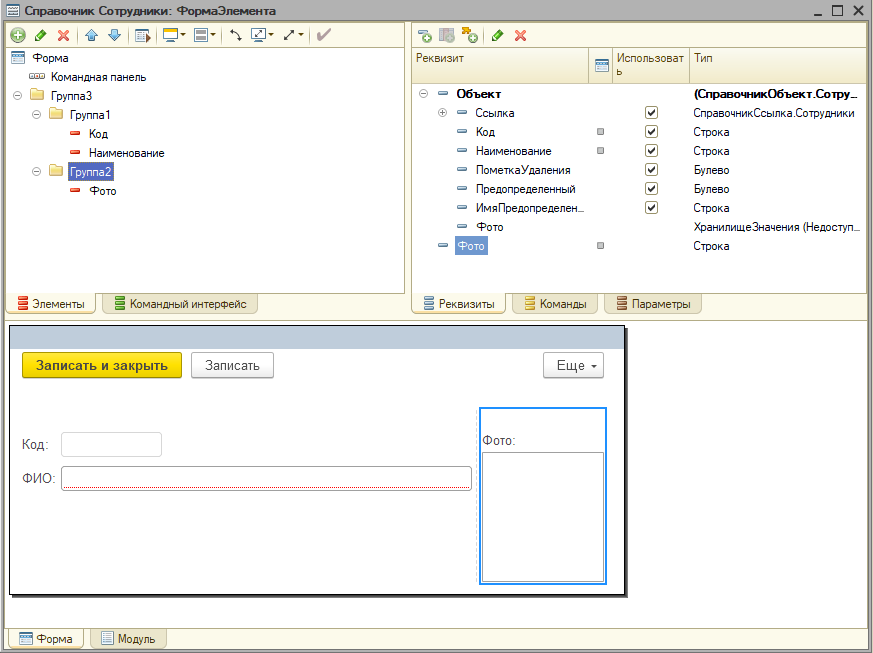 Справочник Сотрудники: ФормаЭлемента
Форма
Командная панель
Группа3
Группа1
Код
Наименование
Группа2
Фото
Элементы
Командный интерфейс
Реквизит
Использоват
ь
Тип
Объект
(СправочникОбъект.Сотру...
Ссылка
СправочникСсылка.Сотрудники
Код
Строка
Наименование
Строка
ПометкаУдаления
Булево
Предопределенный
Булево
ИмяПредопределен...
Строка
Фото
ХранилищеЗначения (Недоступ...
Фото
Строка
Реквизиты
Команды
Параметры
Записать и закрыть
Записать
Еще
Код:
ФИО:
Фото:
Форма
Модуль